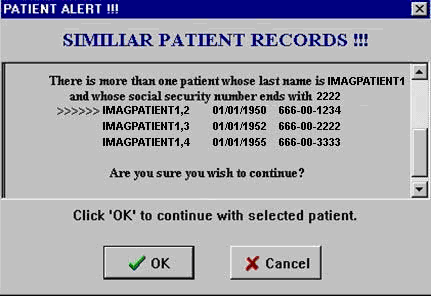 PATIENT ALERT !!!
SIMILIAR PATIENT RECORDS !!!
There is more than one patient whose last name is IMAGPATIENT1
and whose social security number ends with 2222
>>>>>> IMAGPATIENT1,2 01/01/1950 666-00-1234
IMAGPATIENT1,3 01/01/1952 666-00-2222
IMAGPATIENT1,4 01/01/1955 666-00-3333
Are you sure you wish to continue?
Click 'OK' to continue with selected patient.
OK Cancel